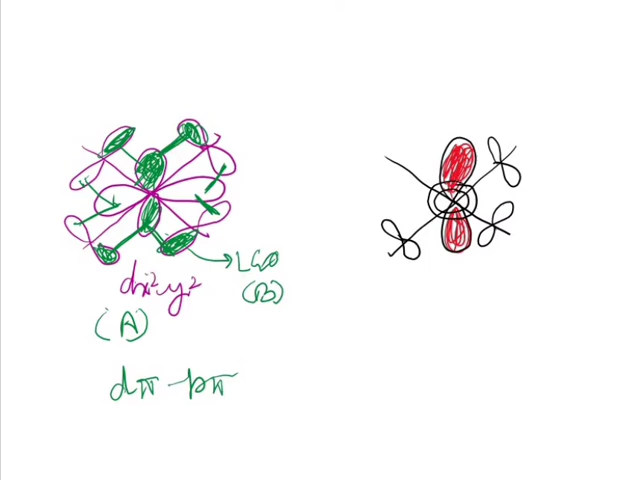 LGO
(B)
dx²-y²
(A)
dπ-pπ